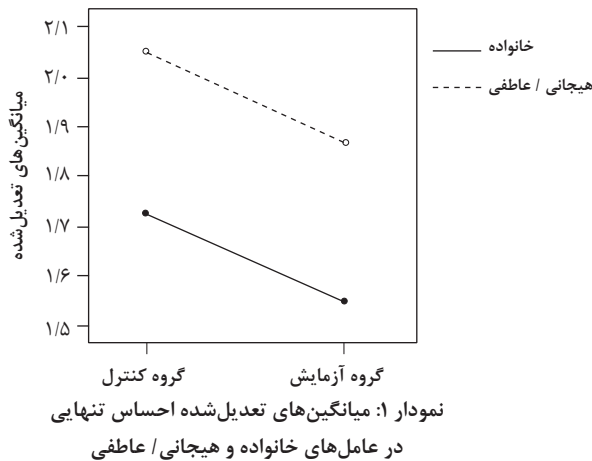 ۲/۱
۲/۰
۱/۹
۱/۸
۱/۷
۱/۶
۱/۵
میانگین‌های تعدیل‌شده
خانواده
هیجانی / عاطفی
گروه کنترل
گروه آزمایش
نمودار ۱: میانگین‌های تعدیل‌شده احساس تنهایی
در عامل‌های خانواده و هیجانی/ عاطفی